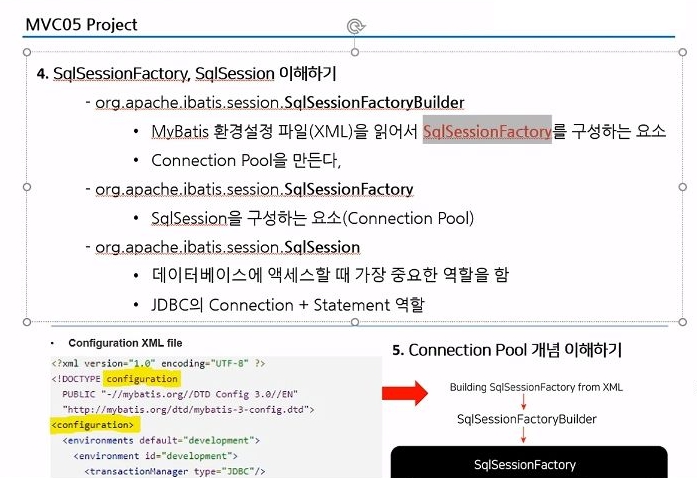 MVC05 Project
4. SqlSessionFactory, SqlSession 이해하기
- org.apache.ibatis.session.SqlSessionFactoryBuilder
• MyBatis 환경설정 파일(XML)을 읽어서 SqlSessionFactory를 구성하는 요소
• Connection Pool을 만든다,
- org.apache.ibatis.session.SqlSessionFactory
• SqlSession을 구성하는 요소(Connection Pool)
- org.apache.ibatis.session.SqlSession
• 데이터베이스에 액세스할 때 가장 중요한 역할을 함
• JDBC의 Connection + Statement 역할
• Configuration XML file
<?xml version="1.0" encoding="UTF-8" ?>
<!DOCTYPE configuration
PUBLIC "-//mybatis.org//DTD Config 3.0//EN"
"http://mybatis.org/dtd/mybatis-3-config.dtd">
<configuration>
<environments default="development">
<environment id="development">
<transactionManager type="JDBC"/>
5. Connection Pool 개념 이해하기
Building SqlSessionFactory from XML
SqlSessionFactoryBuilder
SqlSessionFactory